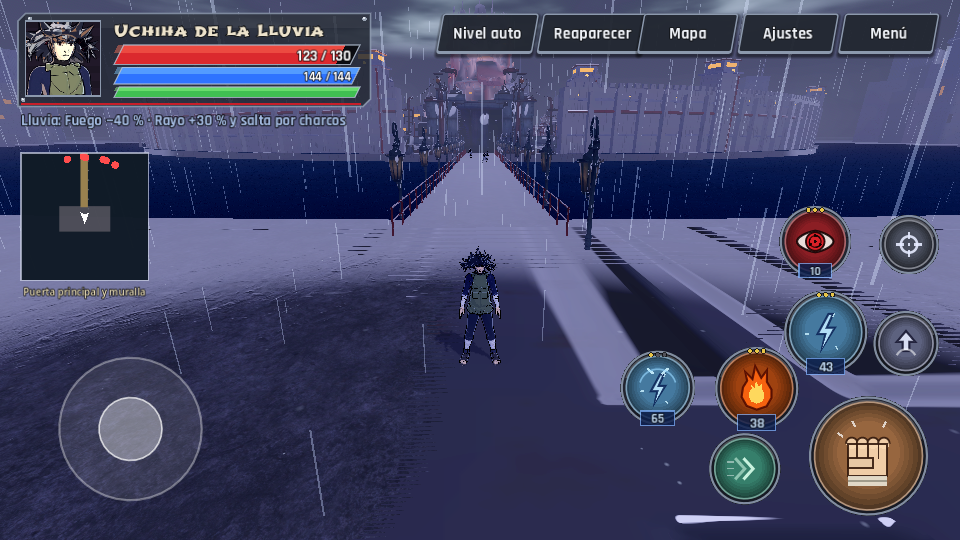 Uchiha de la Lluvia
123 / 130
144 / 144
Lluvia: Fuego −40 % · Rayo +30 % y salta por charcos
Nivel auto
Reaparecer
Mapa
Ajustes
Menú
Puerta principal y muralla
10
43
65
38